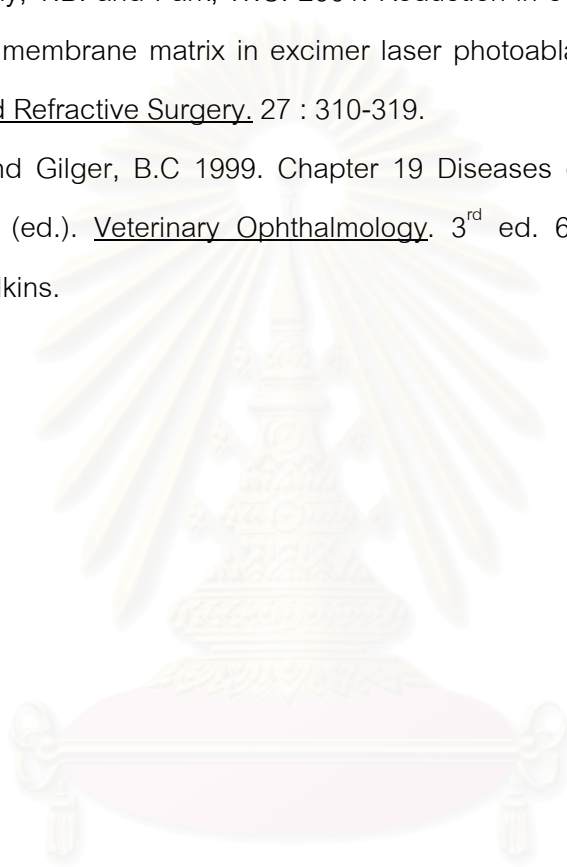 membrane matrix in excimer laser
d Refractive Surgery. 27 : 310-319.
nd Gilger, B.C 1999. Chapter 19 Diseases
(ed.). Veterinary Ophthalmology. 3rd ed. 6
lkins.